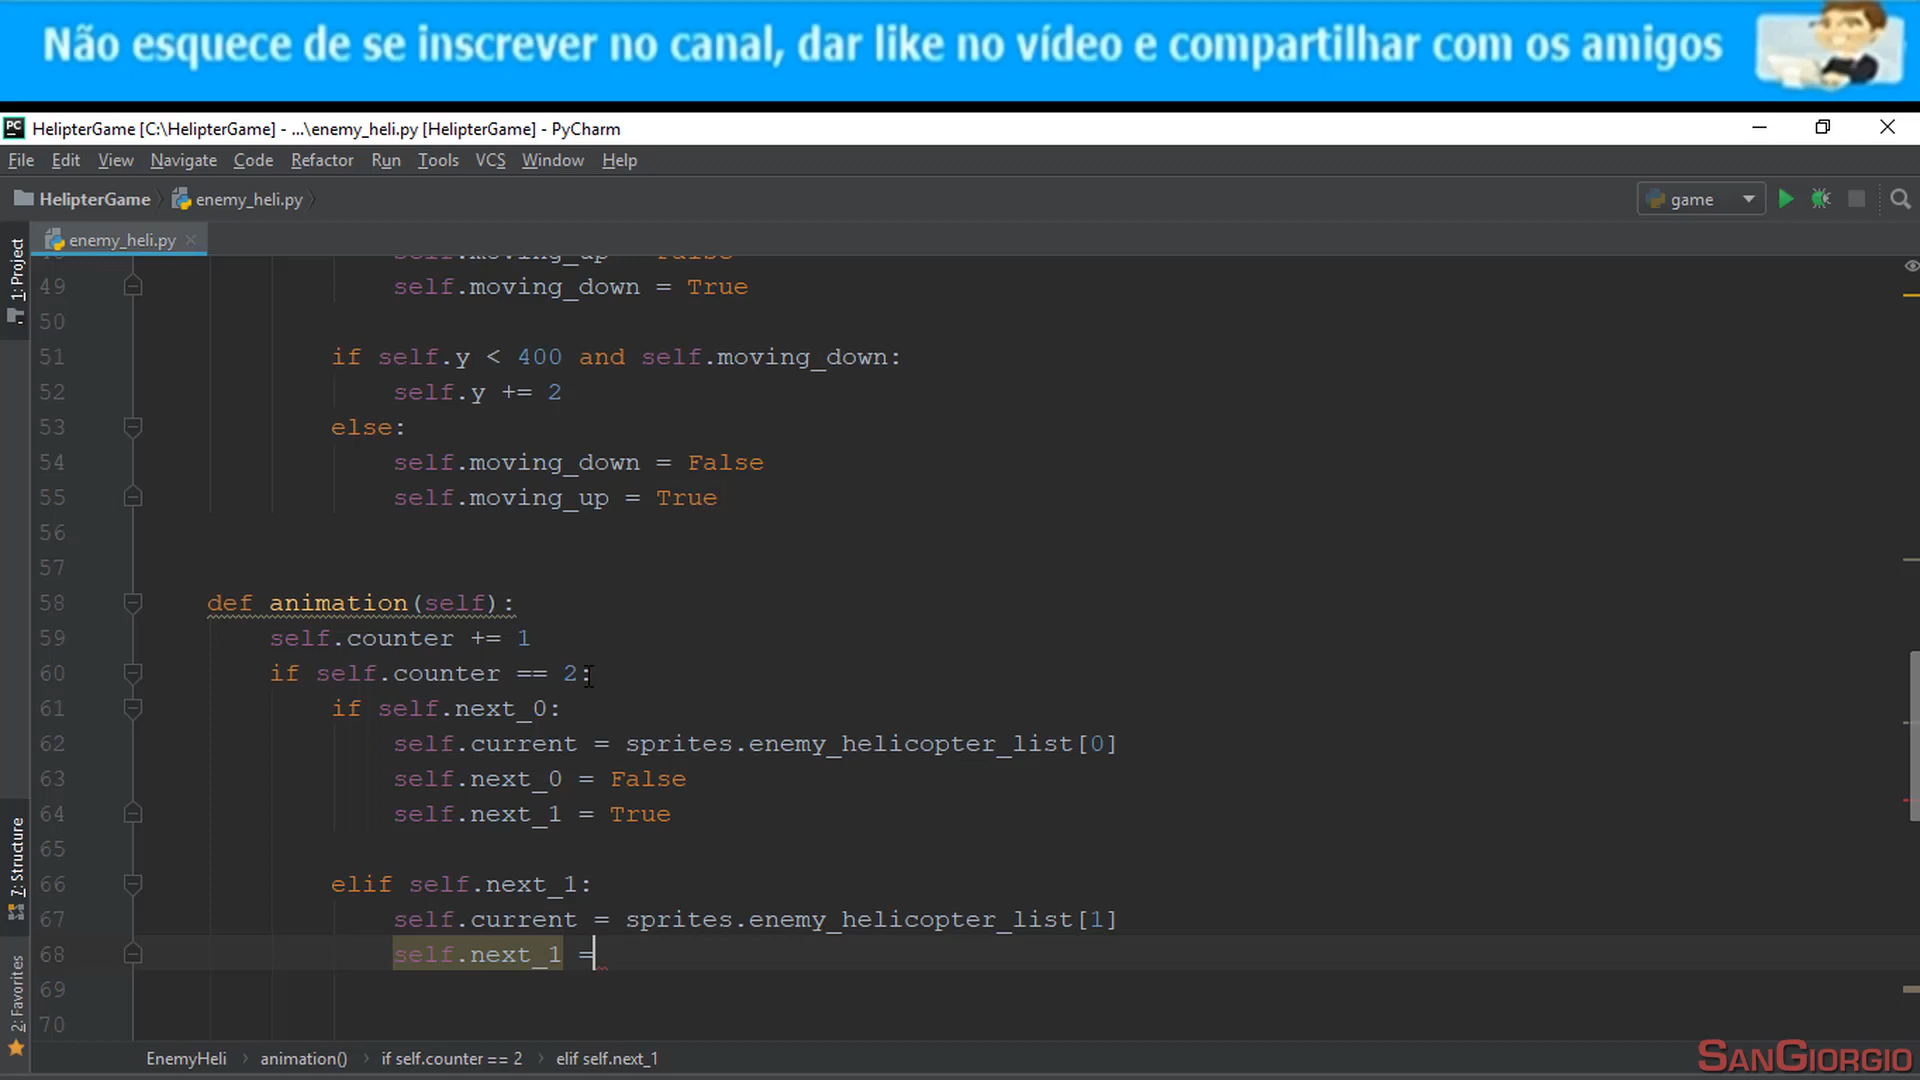 Não esquece de se inscrever no canal, dar like no vídeo e compartilhar com os amigos
PC HelipterGame [C:\HelipterGame] - ...\enemy_heli.py [HelipterGame] - PyCharm
File Edit View Navigate Code Refactor Run Tools VCS Window Help
HelipterGame enemy_heli.py game
enemy_heli.py
1: Project
7: Structure
2: Favorites
self.moving_up = False
49 self.moving_down = True
50
51 if self.y < 400 and self.moving_down:
52 self.y += 2
53 else:
54 self.moving_down = False
55 self.moving_up = True
56
57
58 def animation(self):
59 self.counter += 1
60 if self.counter == 2:
61 if self.next_0:
62 self.current = sprites.enemy_helicopter_list[0]
63 self.next_0 = False
64 self.next_1 = True
65
66 elif self.next_1:
67 self.current = sprites.enemy_helicopter_list[1]
68 self.next_1 =
69
70
EnemyHeli animation() if self.counter == 2 elif self.next_1
SANGIORGIO